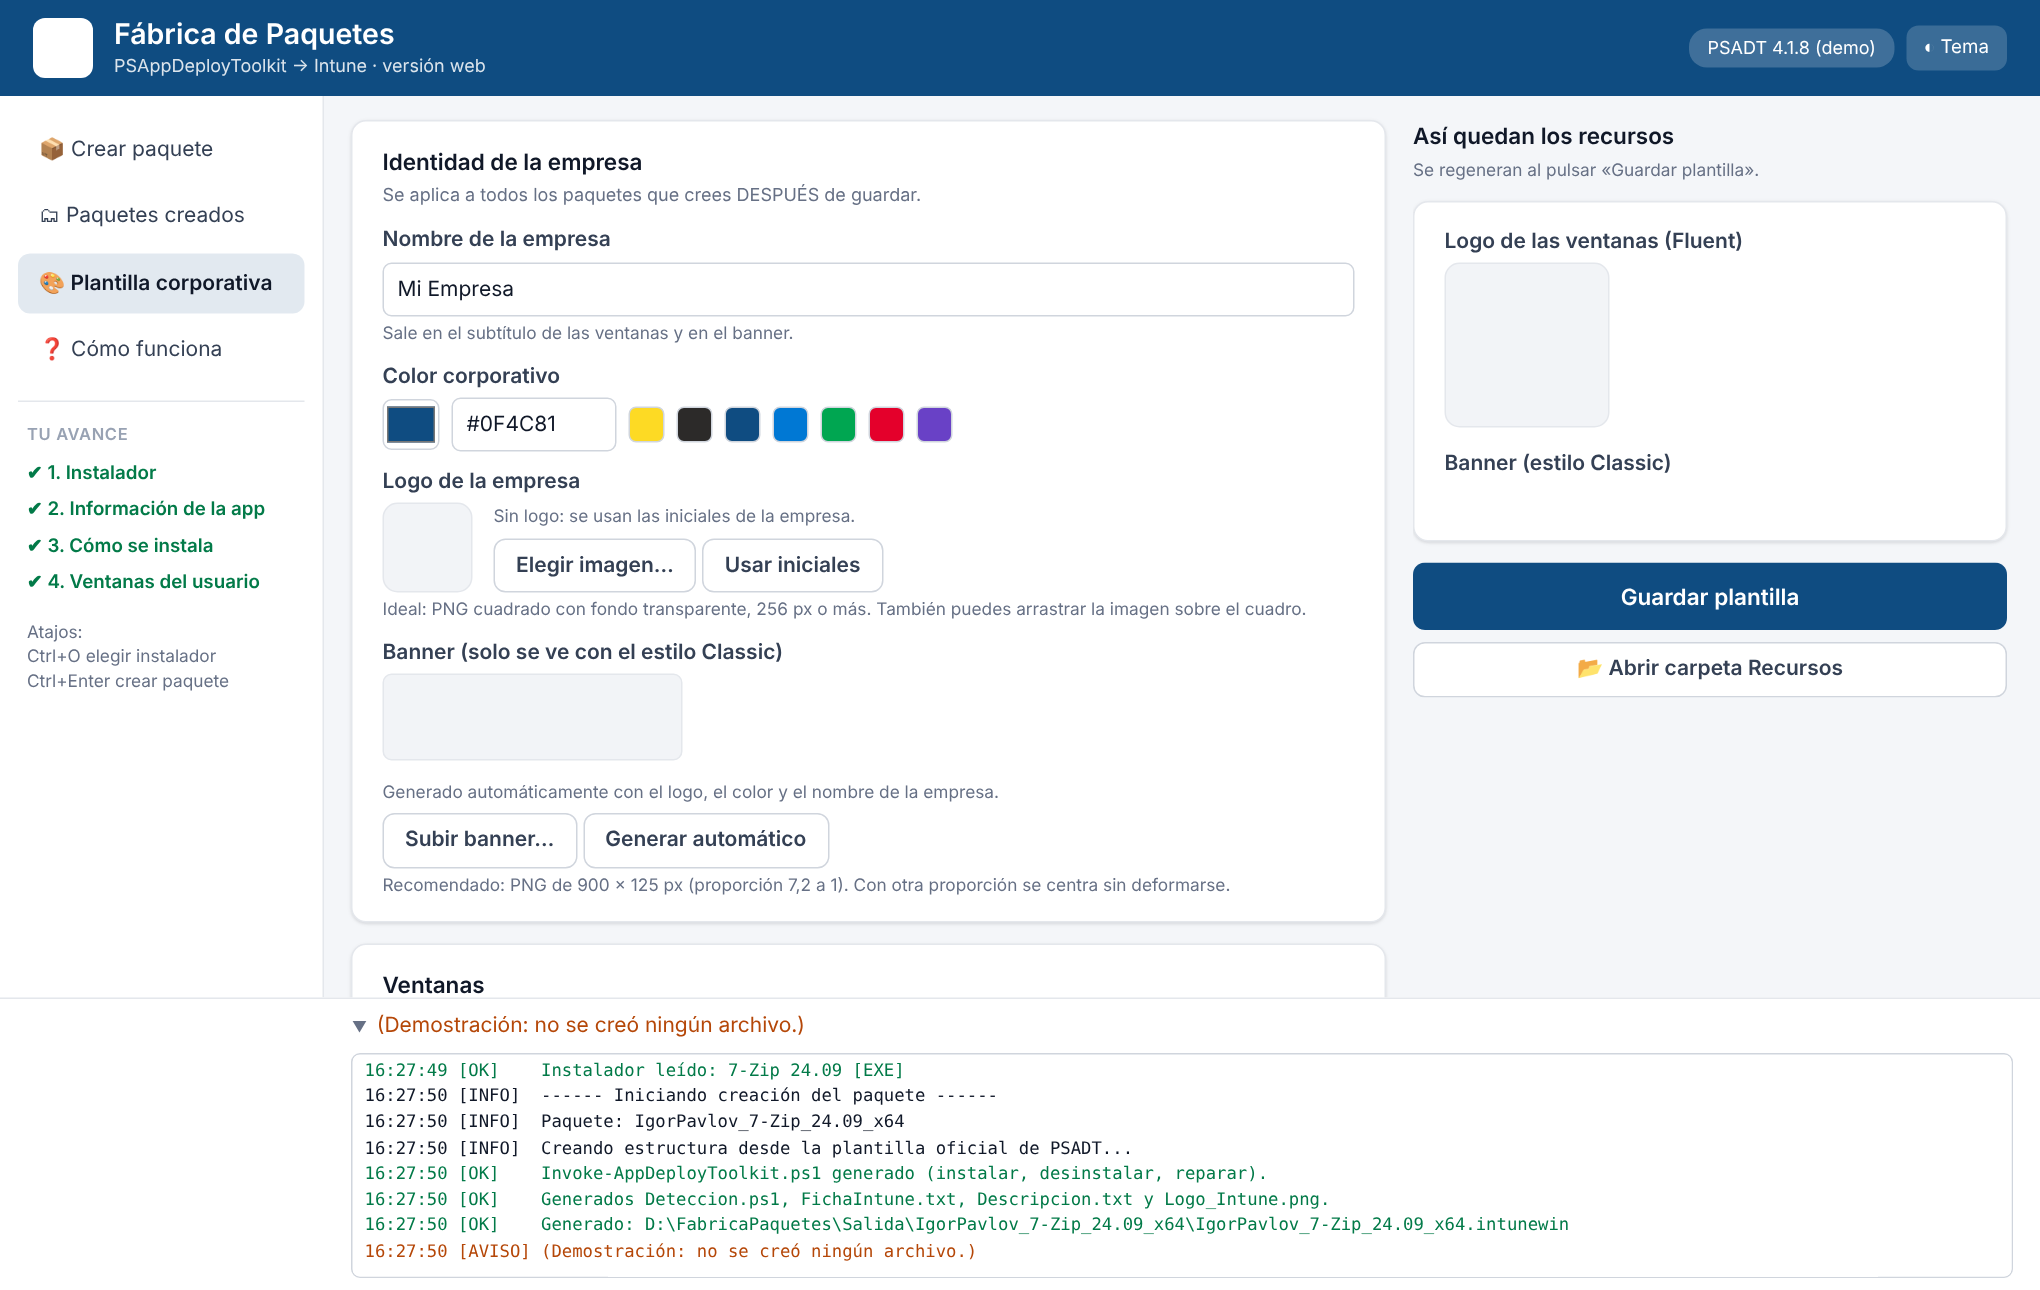 Fábrica de Paquetes
PSAppDeployToolkit → Intune · versión web
PSADT 4.1.8 (demo)
Tema
📦 Crear paquete
🗂 Paquetes creados
🎨 Plantilla corporativa
❓ Cómo funciona
TU AVANCE
✔ 1. Instalador
✔ 2. Información de la app
✔ 3. Cómo se instala
✔ 4. Ventanas del usuario
Atajos:
Ctrl+O elegir instalador
Ctrl+Enter crear paquete
Identidad de la empresa
Se aplica a todos los paquetes que crees DESPUÉS de guardar.
Nombre de la empresa
Mi Empresa
Sale en el subtítulo de las ventanas y en el banner.
Color corporativo
#0F4C81
Logo de la empresa
Sin logo: se usan las iniciales de la empresa.
Elegir imagen...
Usar iniciales
Ideal: PNG cuadrado con fondo transparente, 256 px o más. También puedes arrastrar la imagen sobre el cuadro.
Banner (solo se ve con el estilo Classic)
Generado automáticamente con el logo, el color y el nombre de la empresa.
Subir banner...
Generar automático
Recomendado: PNG de 900 × 125 px (proporción 7,2 a 1). Con otra proporción se centra sin deformarse.
Ventanas
Así quedan los recursos
Se regeneran al pulsar «Guardar plantilla».
Logo de las ventanas (Fluent)
Banner (estilo Classic)
Guardar plantilla
📂 Abrir carpeta Recursos
▼ (Demostración: no se creó ningún archivo.)
16:27:49 [OK] Instalador leído: 7-Zip 24.09 [EXE]
16:27:50 [INFO] ------ Iniciando creación del paquete ------
16:27:50 [INFO] Paquete: IgorPavlov_7-Zip_24.09_x64
16:27:50 [INFO] Creando estructura desde la plantilla oficial de PSADT...
16:27:50 [OK] Invoke-AppDeployToolkit.ps1 generado (instalar, desinstalar, reparar).
16:27:50 [OK] Generados Deteccion.ps1, FichaIntune.txt, Descripcion.txt y Logo_Intune.png.
16:27:50 [OK] Generado: D:\FabricaPaquetes\Salida\IgorPavlov_7-Zip_24.09_x64\IgorPavlov_7-Zip_24.09_x64.intunewin
16:27:50 [AVISO] (Demostración: no se creó ningún archivo.)